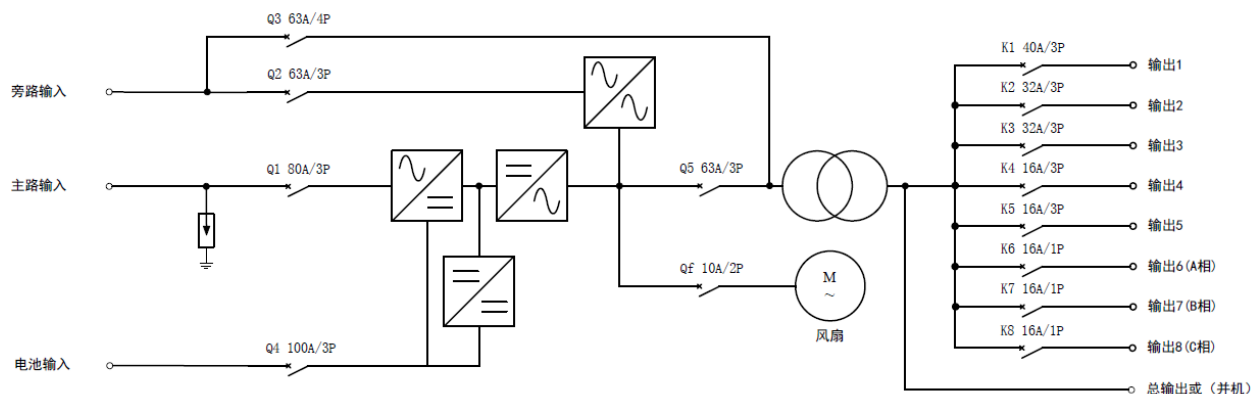 Q3 63A/4P
Q2 63A/3P
旁路输入
K1 40A/3P
输出1
K2 32A/3P
输出2
K3 32A/3P
输出3
主路输入
Q1 80A/3P
Q5 63A/3P
K4 16A/3P
输出4
K5 16A/3P
输出5
K6 16A/1P
输出6(A相)
Qf 10A/2P
M
~
风扇
K7 16A/1P
输出7(B相)
K8 16A/1P
输出8(C相)
电池输入
Q4 100A/3P
总输出或（并机）